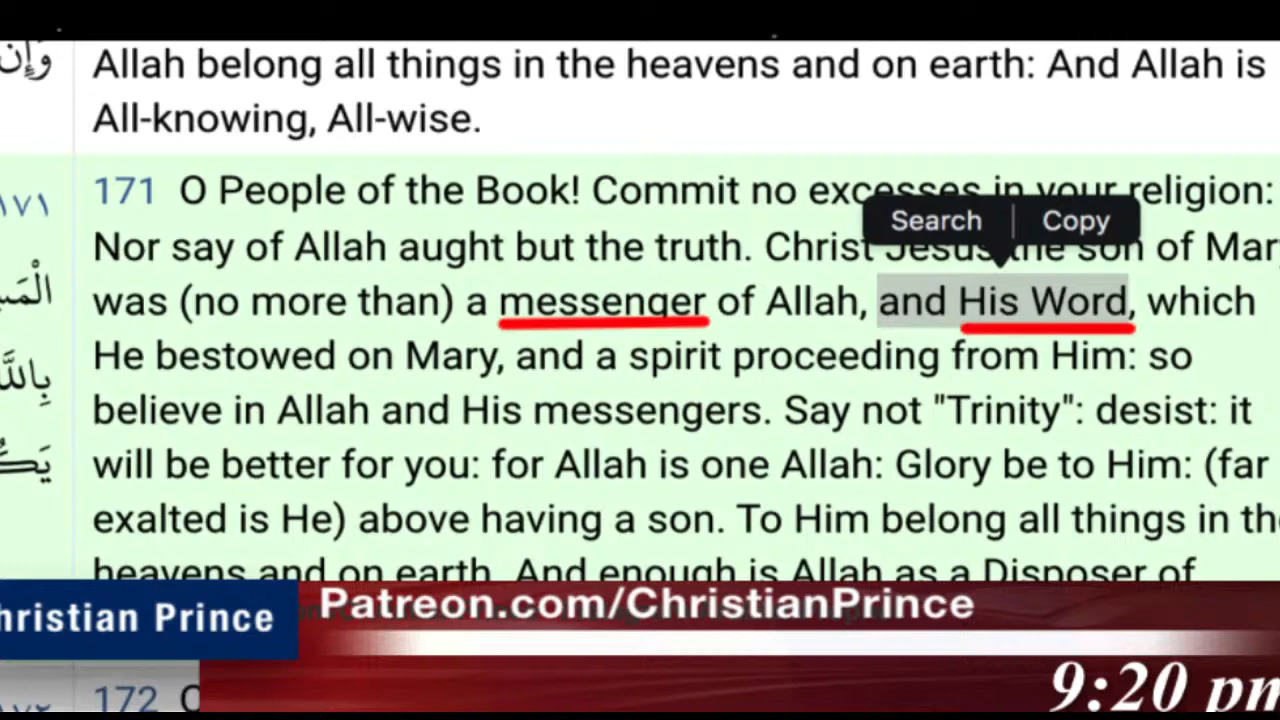 وَإِن
Allah belong all things in the heavens and on earth: And Allah is
All-knowing, All-wise.
171 O People of the Book! Commit no excesses in your religion:
Search Copy
Nor say of Allah aught but the truth. Christ Jesus the son of Mar
was (no more than) a messenger of Allah, and His Word, which
He bestowed on Mary, and a spirit proceeding from Him: so
believe in Allah and His messengers. Say not "Trinity": desist: it
will be better for you: for Allah is one Allah: Glory be to Him: (far
exalted is He) above having a son. To Him belong all things in th
heavens and on earth. And enough is Allah as a Disposer of
١٧١
بِاللَّ
hristian Prince
Patreon.com/ChristianPrince
172
١٧٢
9:20 pm